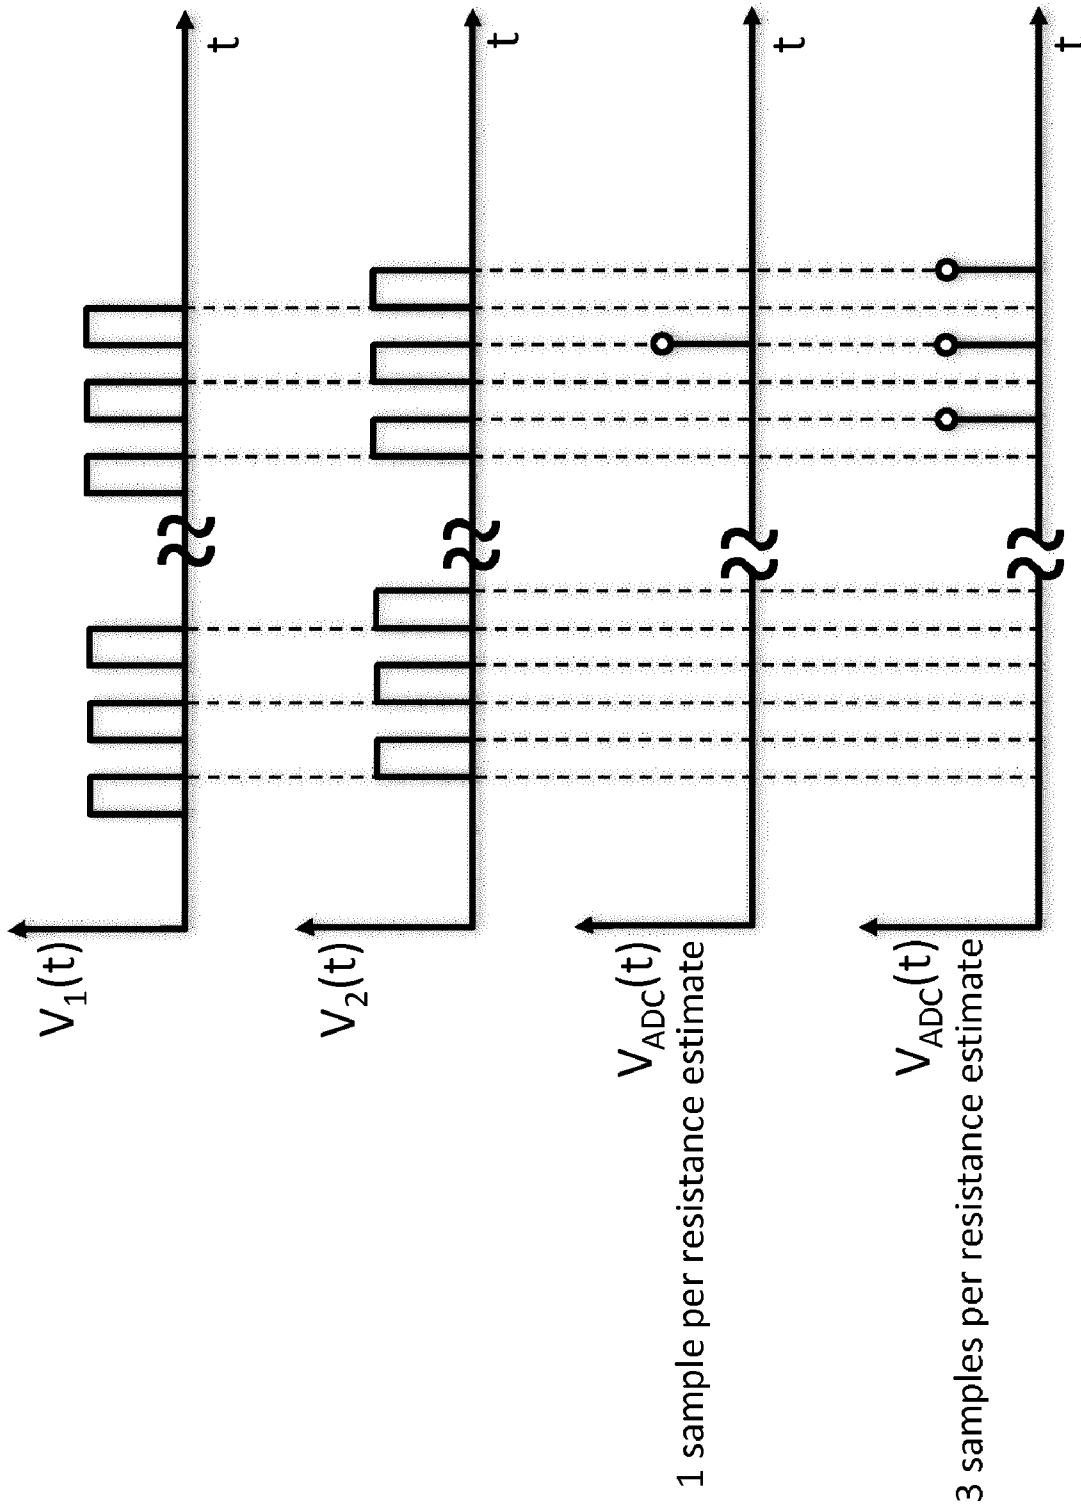 V1(t)
t
V2(t)
t
VADC(t)
1 sample per resistance estimate
t
VADC(t)
3 samples per resistance estimate
t